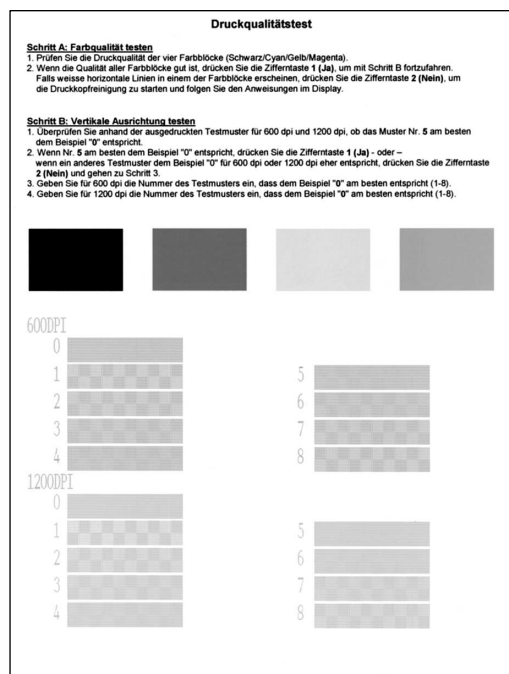 Druckqualitätstest
Schritt A: Farbqualität testen
1. Prüfen Sie die Druckqualität der vier Farbblöcke (Schwarz/Cyan/Gelb/Magenta).
2. Wenn die Qualität aller Farbblöcke gut ist, drücken Sie die Zifferntaste 1 (Ja), um mit Schritt B fortzufahren.
Falls weisse horizontale Linien in einem der Farbblöcke erscheinen, drücken Sie die Zifferntaste 2 (Nein), um
die Druckkopfreinigung zu starten und folgen Sie den Anweisungen im Display.
Schritt B: Vertikale Ausrichtung testen
1. Überprüfen Sie anhand der ausgedruckten Testmuster für 600 dpi und 1200 dpi, ob das Muster Nr. 5 am besten
dem Beispiel "0" entspricht.
2. Wenn Nr. 5 am besten dem Beispiel "0" entspricht, drücken Sie die Zifferntaste 1 (Ja) - oder –
wenn ein anderes Testmuster dem Beispiel "0" für 600 dpi oder 1200 dpi eher entspricht, drücken Sie die Zifferntaste
2 (Nein) und gehen zu Schritt 3.
3. Geben Sie für 600 dpi die Nummer des Testmusters ein, dass dem Beispiel "0" am besten entspricht (1-8).
4. Geben Sie für 1200 dpi die Nummer des Testmusters ein, dass dem Beispiel "0" am besten entspricht (1-8).
600DPI
0
1
2
3
4
5
6
7
8
1200DPI
0
1
2
3
4
5
6
7
8